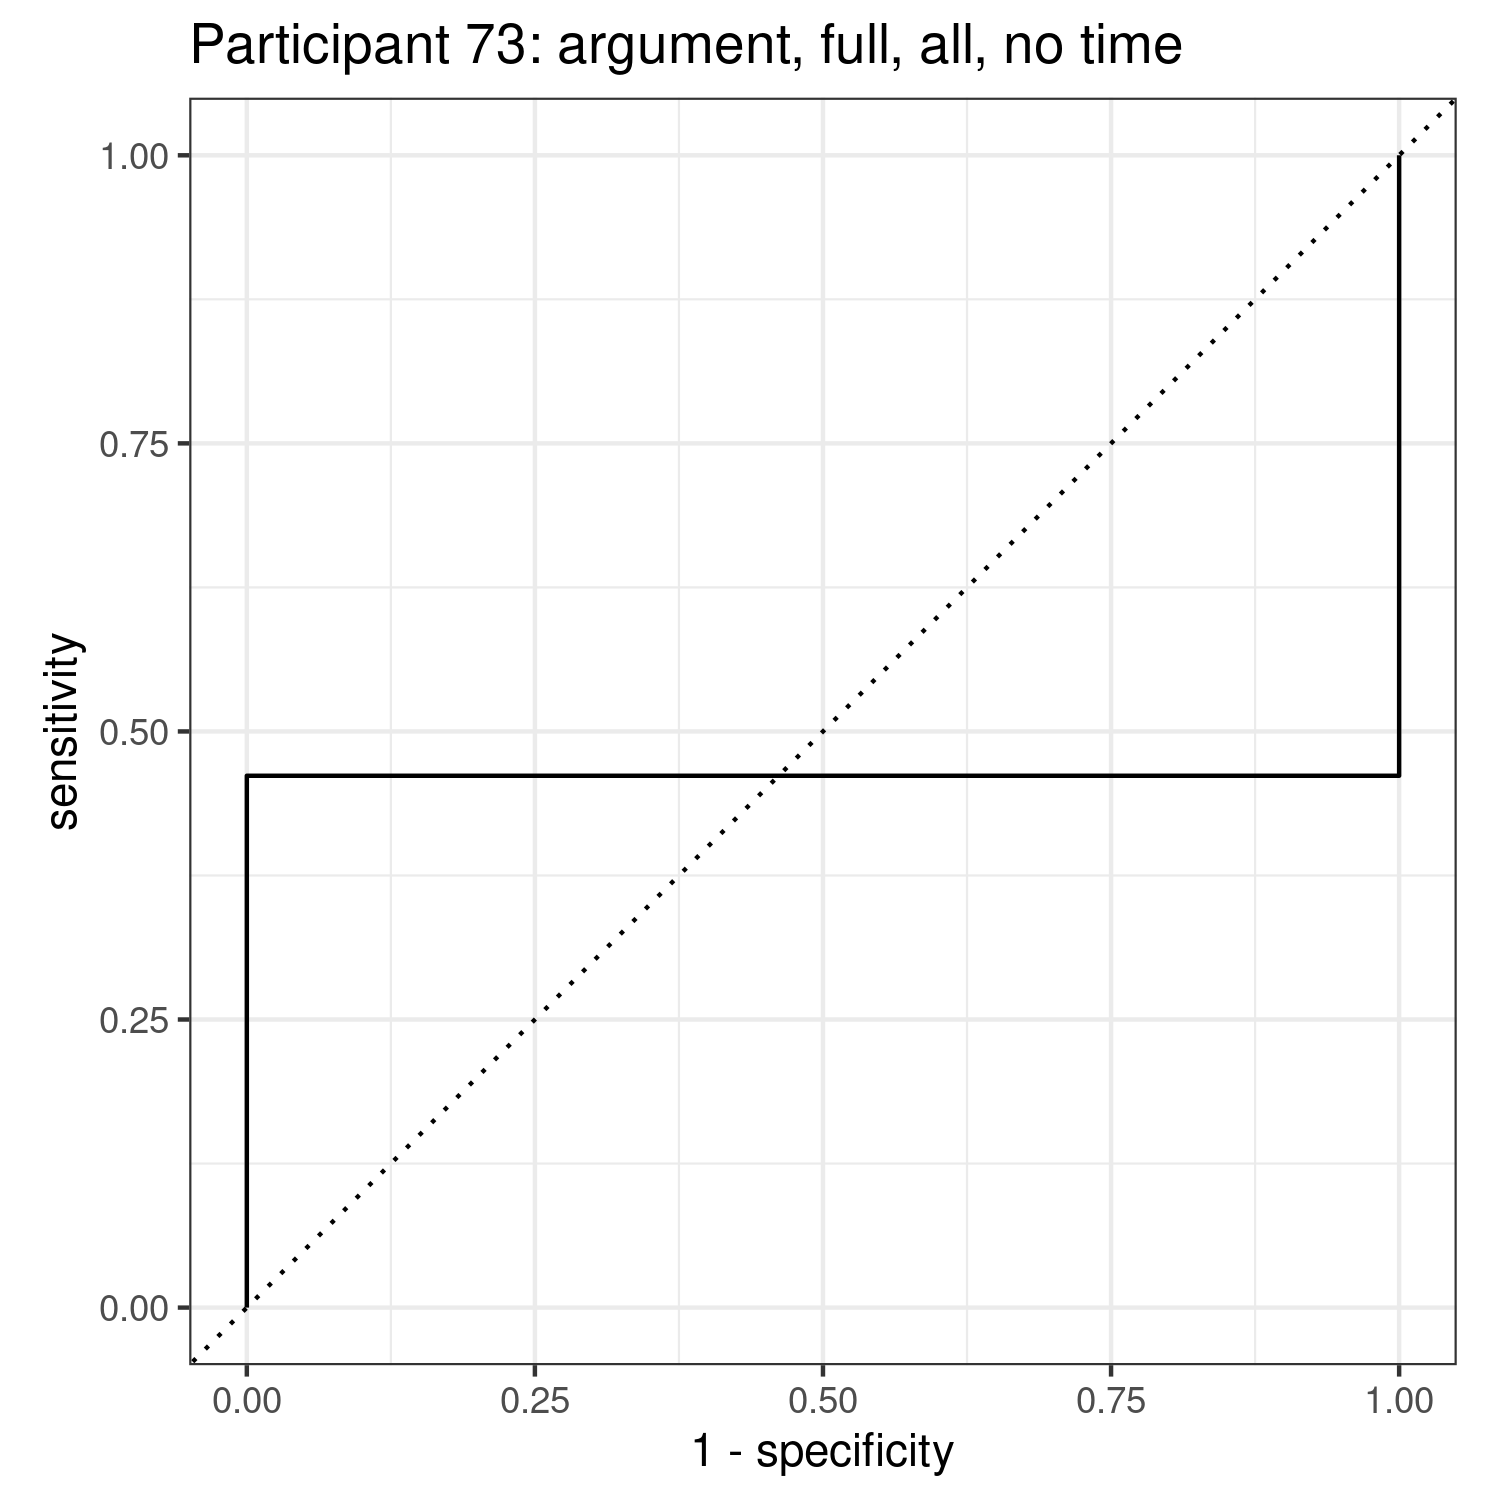 Participant 73: argument, full, all, no time
1.00
0.75
0.50
0.25
0.00
sensitivity
0.00 0.25 0.50 0.75 1.00
1 - specificity